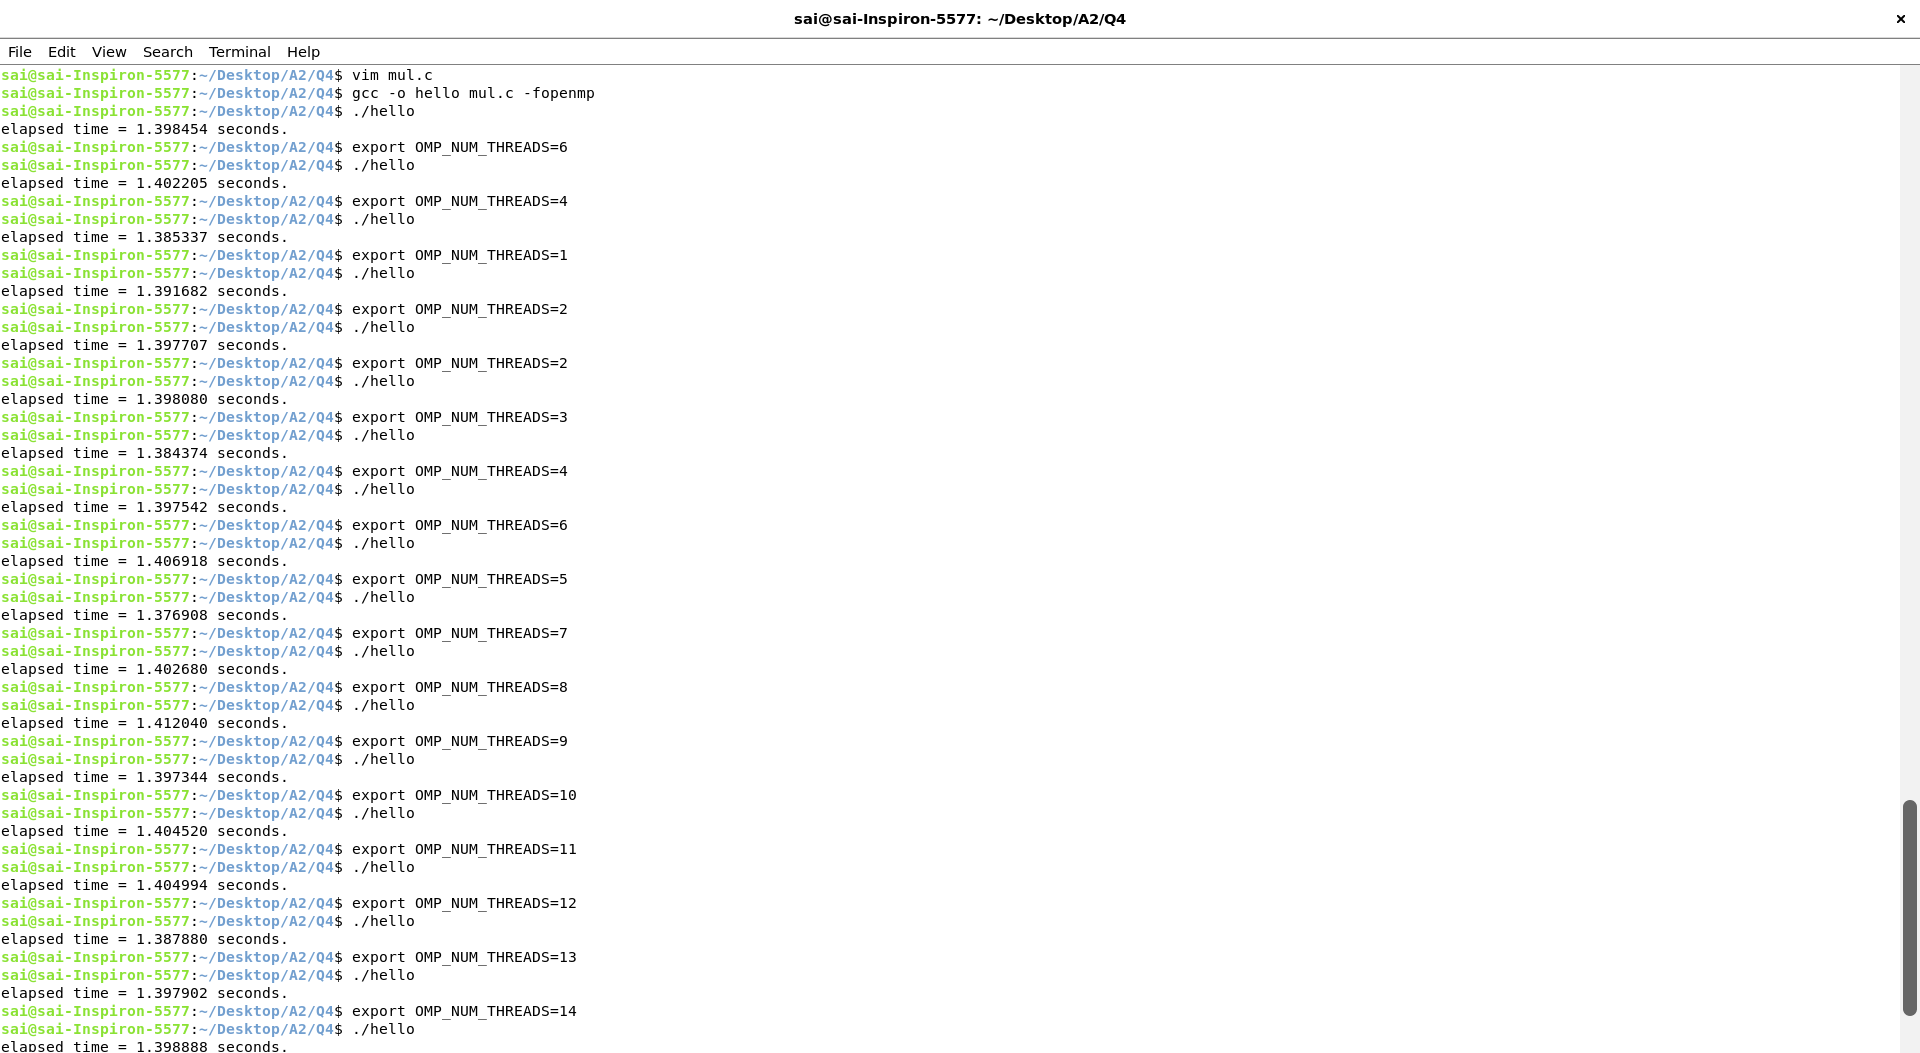 sai@sai-Inspiron-5577: ~/Desktop/A2/Q4 ×
File Edit View Search Terminal Help
sai@sai-Inspiron-5577:~/Desktop/A2/Q4$ vim mul.c
sai@sai-Inspiron-5577:~/Desktop/A2/Q4$ gcc -o hello mul.c -fopenmp
sai@sai-Inspiron-5577:~/Desktop/A2/Q4$ ./hello
elapsed time = 1.398454 seconds.
sai@sai-Inspiron-5577:~/Desktop/A2/Q4$ export OMP_NUM_THREADS=6
sai@sai-Inspiron-5577:~/Desktop/A2/Q4$ ./hello
elapsed time = 1.402205 seconds.
sai@sai-Inspiron-5577:~/Desktop/A2/Q4$ export OMP_NUM_THREADS=4
sai@sai-Inspiron-5577:~/Desktop/A2/Q4$ ./hello
elapsed time = 1.385337 seconds.
sai@sai-Inspiron-5577:~/Desktop/A2/Q4$ export OMP_NUM_THREADS=1
sai@sai-Inspiron-5577:~/Desktop/A2/Q4$ ./hello
elapsed time = 1.391682 seconds.
sai@sai-Inspiron-5577:~/Desktop/A2/Q4$ export OMP_NUM_THREADS=2
sai@sai-Inspiron-5577:~/Desktop/A2/Q4$ ./hello
elapsed time = 1.397707 seconds.
sai@sai-Inspiron-5577:~/Desktop/A2/Q4$ export OMP_NUM_THREADS=2
sai@sai-Inspiron-5577:~/Desktop/A2/Q4$ ./hello
elapsed time = 1.398080 seconds.
sai@sai-Inspiron-5577:~/Desktop/A2/Q4$ export OMP_NUM_THREADS=3
sai@sai-Inspiron-5577:~/Desktop/A2/Q4$ ./hello
elapsed time = 1.384374 seconds.
sai@sai-Inspiron-5577:~/Desktop/A2/Q4$ export OMP_NUM_THREADS=4
sai@sai-Inspiron-5577:~/Desktop/A2/Q4$ ./hello
elapsed time = 1.397542 seconds.
sai@sai-Inspiron-5577:~/Desktop/A2/Q4$ export OMP_NUM_THREADS=6
sai@sai-Inspiron-5577:~/Desktop/A2/Q4$ ./hello
elapsed time = 1.406918 seconds.
sai@sai-Inspiron-5577:~/Desktop/A2/Q4$ export OMP_NUM_THREADS=5
sai@sai-Inspiron-5577:~/Desktop/A2/Q4$ ./hello
elapsed time = 1.376908 seconds.
sai@sai-Inspiron-5577:~/Desktop/A2/Q4$ export OMP_NUM_THREADS=7
sai@sai-Inspiron-5577:~/Desktop/A2/Q4$ ./hello
elapsed time = 1.402680 seconds.
sai@sai-Inspiron-5577:~/Desktop/A2/Q4$ export OMP_NUM_THREADS=8
sai@sai-Inspiron-5577:~/Desktop/A2/Q4$ ./hello
elapsed time = 1.412040 seconds.
sai@sai-Inspiron-5577:~/Desktop/A2/Q4$ export OMP_NUM_THREADS=9
sai@sai-Inspiron-5577:~/Desktop/A2/Q4$ ./hello
elapsed time = 1.397344 seconds.
sai@sai-Inspiron-5577:~/Desktop/A2/Q4$ export OMP_NUM_THREADS=10
sai@sai-Inspiron-5577:~/Desktop/A2/Q4$ ./hello
elapsed time = 1.404520 seconds.
sai@sai-Inspiron-5577:~/Desktop/A2/Q4$ export OMP_NUM_THREADS=11
sai@sai-Inspiron-5577:~/Desktop/A2/Q4$ ./hello
elapsed time = 1.404994 seconds.
sai@sai-Inspiron-5577:~/Desktop/A2/Q4$ export OMP_NUM_THREADS=12
sai@sai-Inspiron-5577:~/Desktop/A2/Q4$ ./hello
elapsed time = 1.387880 seconds.
sai@sai-Inspiron-5577:~/Desktop/A2/Q4$ export OMP_NUM_THREADS=13
sai@sai-Inspiron-5577:~/Desktop/A2/Q4$ ./hello
elapsed time = 1.397902 seconds.
sai@sai-Inspiron-5577:~/Desktop/A2/Q4$ export OMP_NUM_THREADS=14
sai@sai-Inspiron-5577:~/Desktop/A2/Q4$ ./hello
elapsed time = 1.398888 seconds.